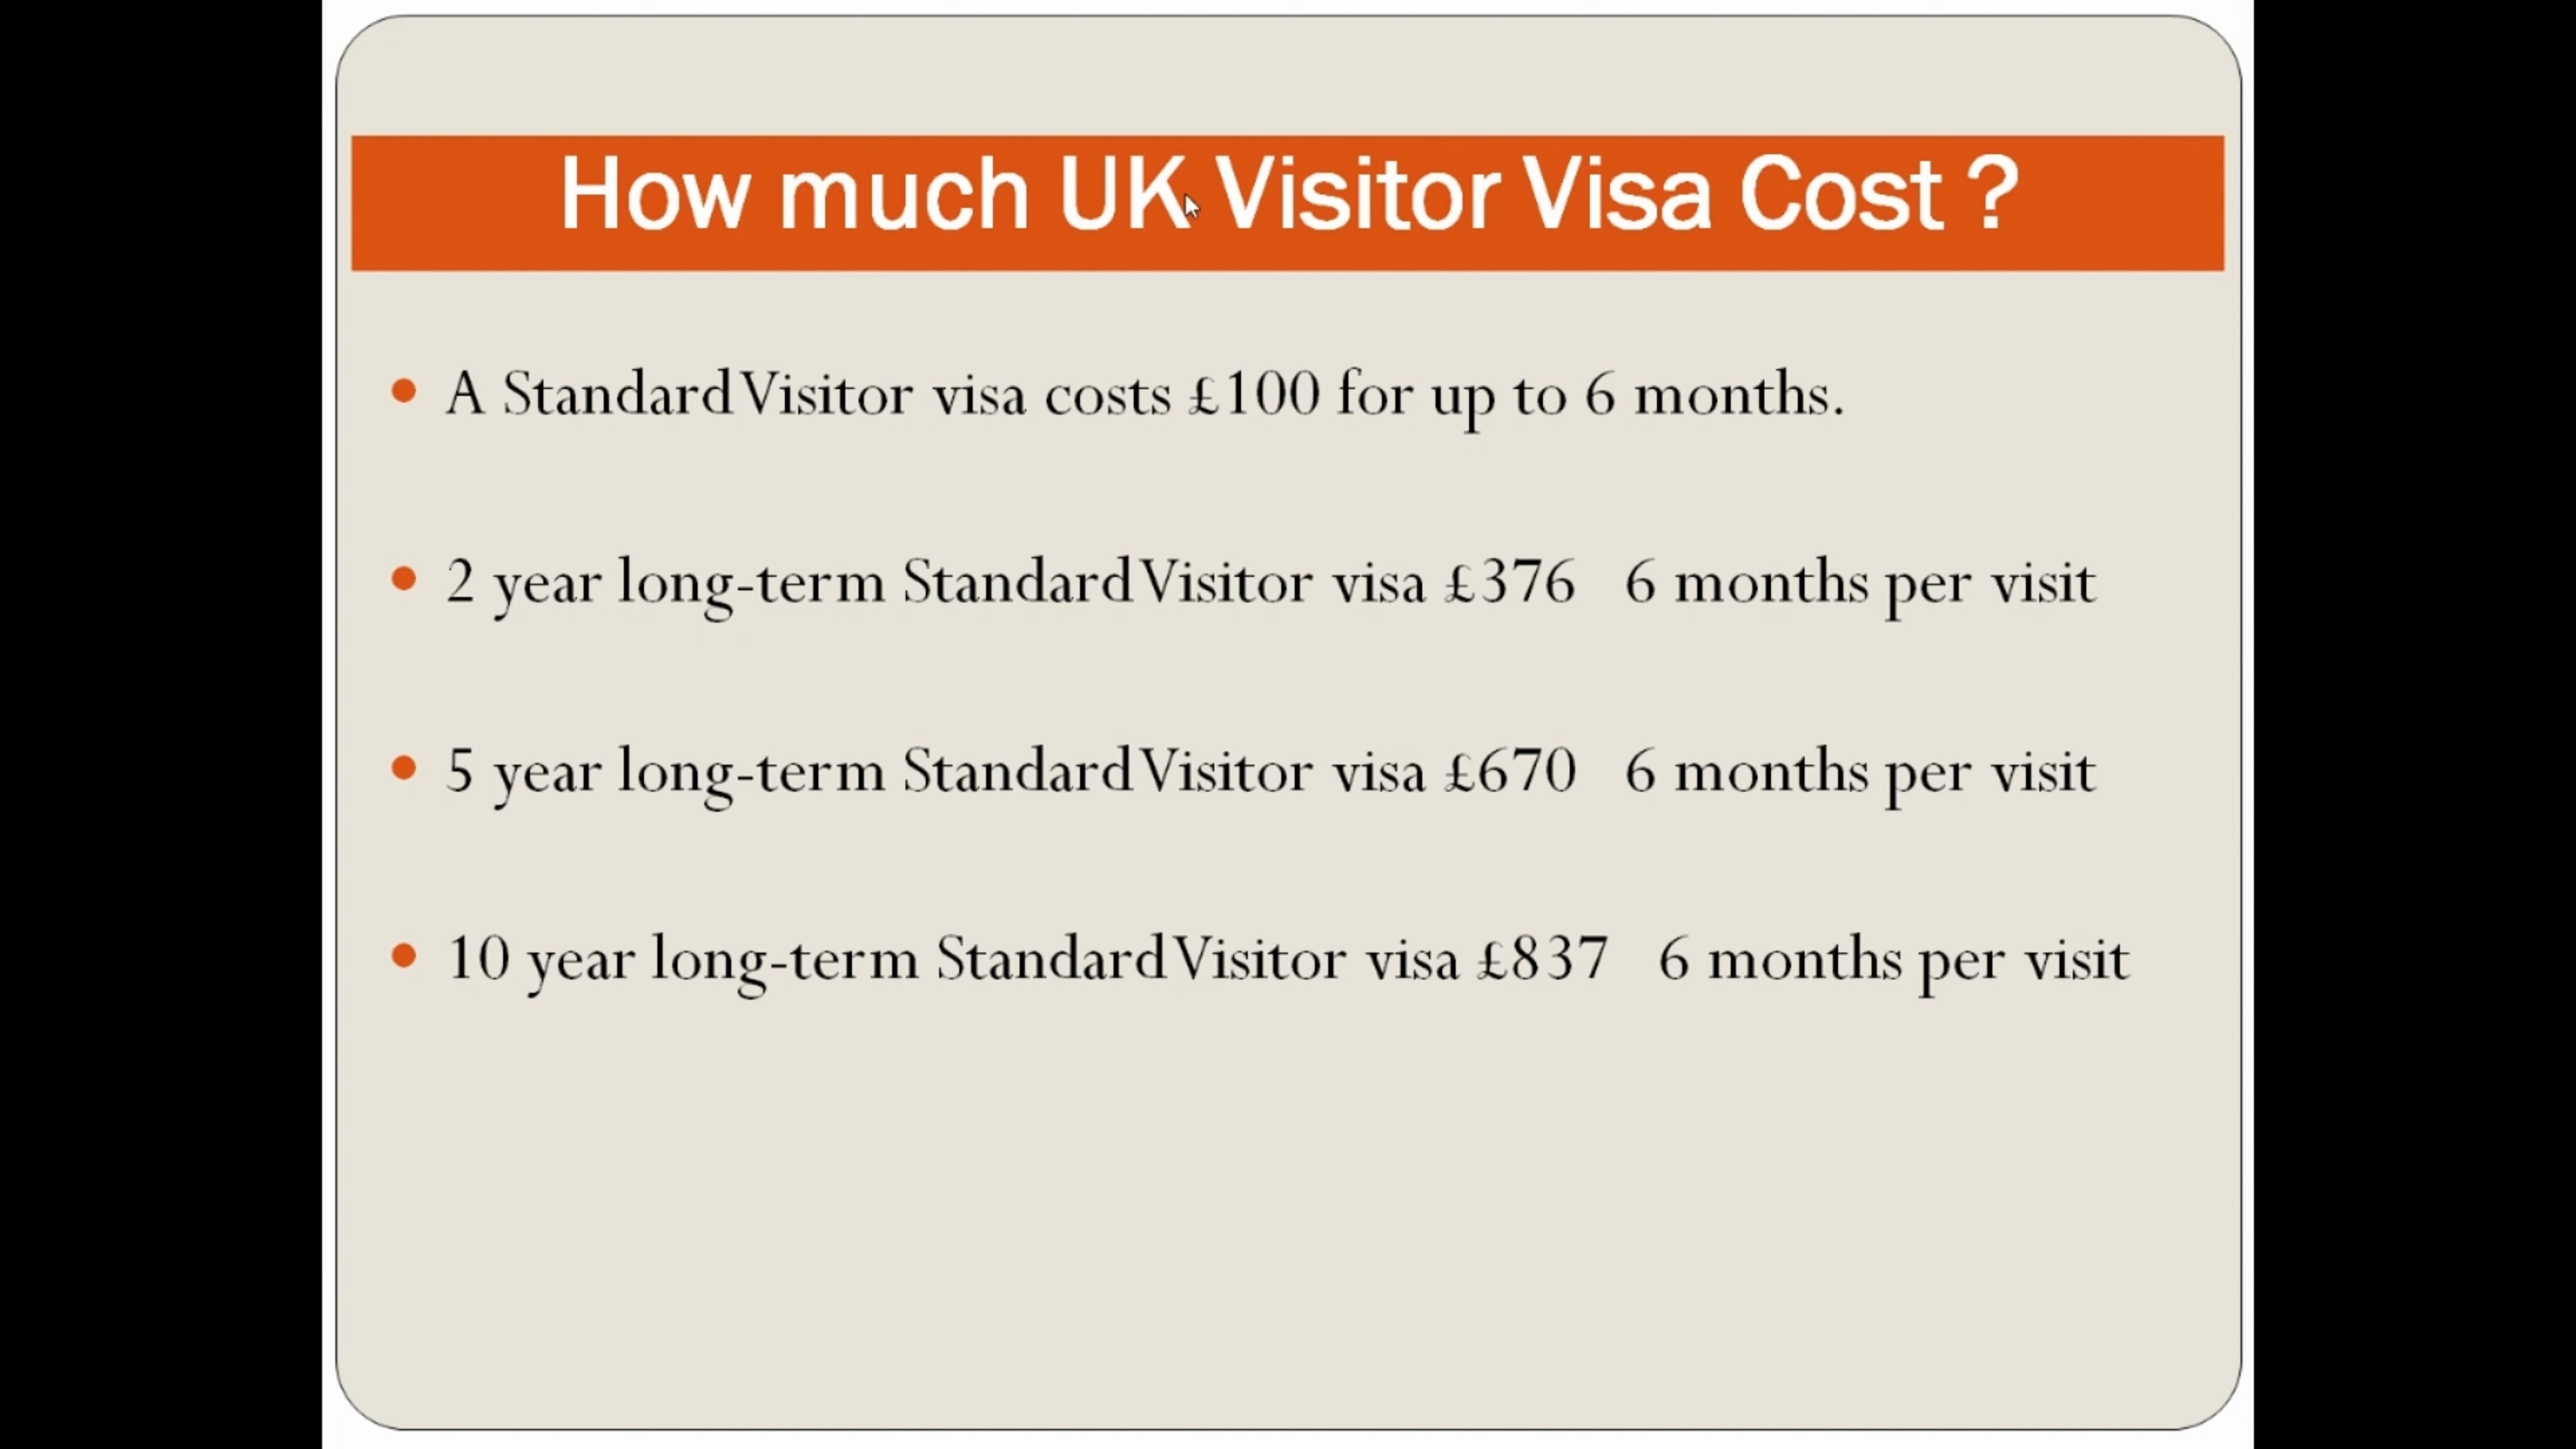 How much UK Visitor Visa Cost ?
A Standard Visitor visa costs £100 for up to 6 months.
2 year long-term Standard Visitor visa £376 6 months per visit
5 year long-term Standard Visitor visa £670 6 months per visit
10 year long-term Standard Visitor visa £837 6 months per visit